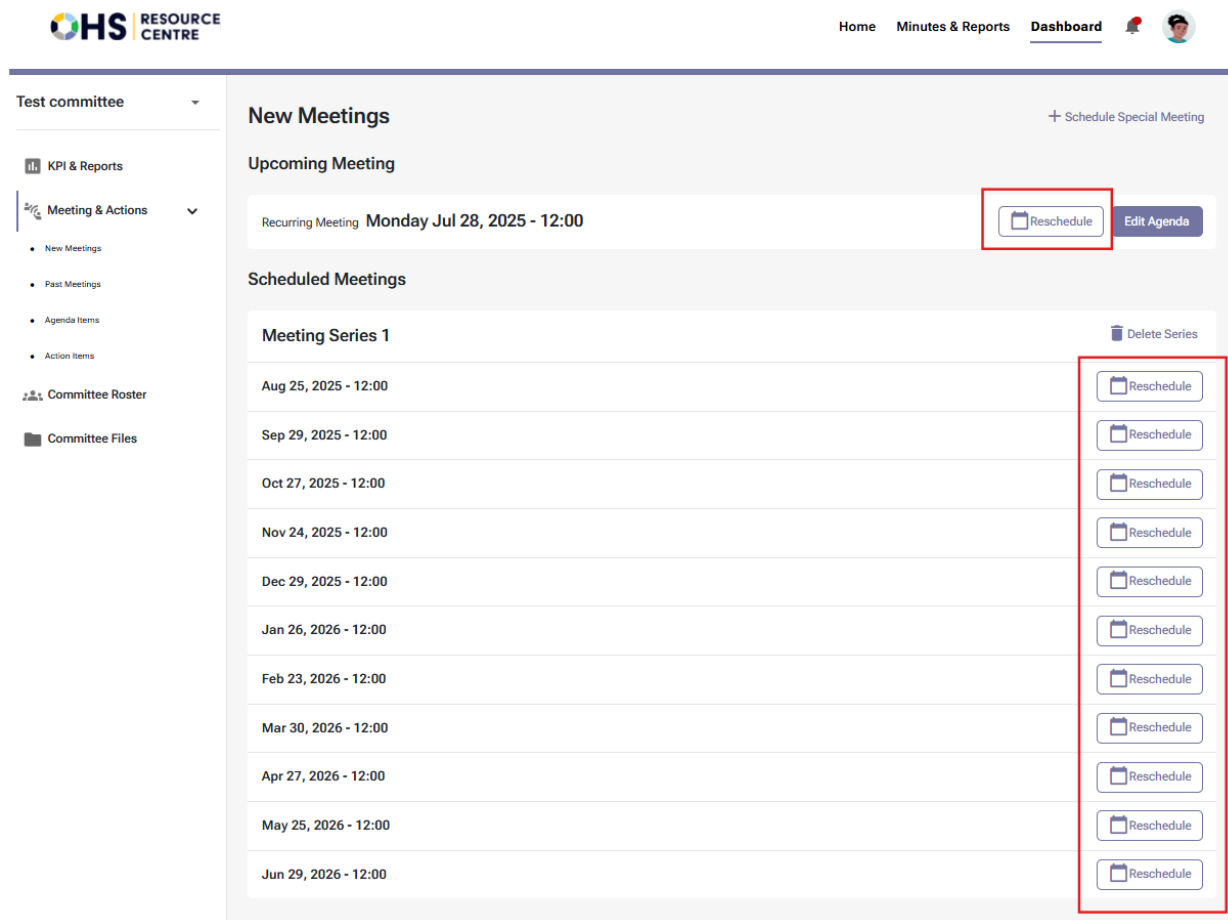 OHS RESOURCE CENTRE
Home Minutes & Reports Dashboard
Test committee
KPI & Reports
Meeting & Actions
New Meetings
Past Meetings
Agenda Items
Action Items
Committee Roster
Committee Files
New Meetings
+ Schedule Special Meeting
Upcoming Meeting
Recurring Meeting Monday Jul 28, 2025 - 12:00 Reschedule Edit Agenda
Scheduled Meetings
Meeting Series 1 Delete Series
Aug 25, 2025 - 12:00 Reschedule
Sep 29, 2025 - 12:00 Reschedule
Oct 27, 2025 - 12:00 Reschedule
Nov 24, 2025 - 12:00 Reschedule
Dec 29, 2025 - 12:00 Reschedule
Jan 26, 2026 - 12:00 Reschedule
Feb 23, 2026 - 12:00 Reschedule
Mar 30, 2026 - 12:00 Reschedule
Apr 27, 2026 - 12:00 Reschedule
May 25, 2026 - 12:00 Reschedule
Jun 29, 2026 - 12:00 Reschedule